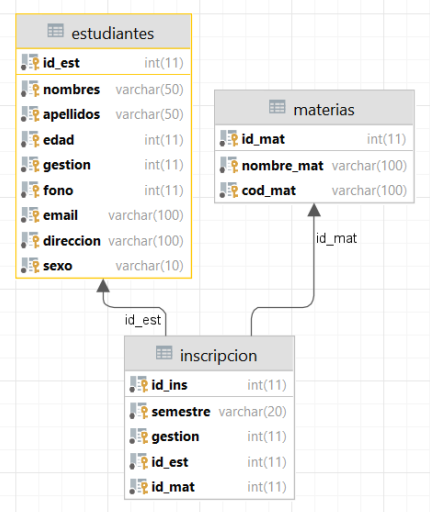 estudiantes
id_est int(11)
nombres varchar(50)
apellidos varchar(50)
edad int(11)
gestion int(11)
fono int(11)
email varchar(100)
direccion varchar(100)
sexo varchar(10)
materias
id_mat int(11)
nombre_mat varchar(100)
cod_mat varchar(100)
id_mat
id_est
inscripcion
id_ins int(11)
semestre varchar(20)
gestion int(11)
id_est int(11)
id_mat int(11)